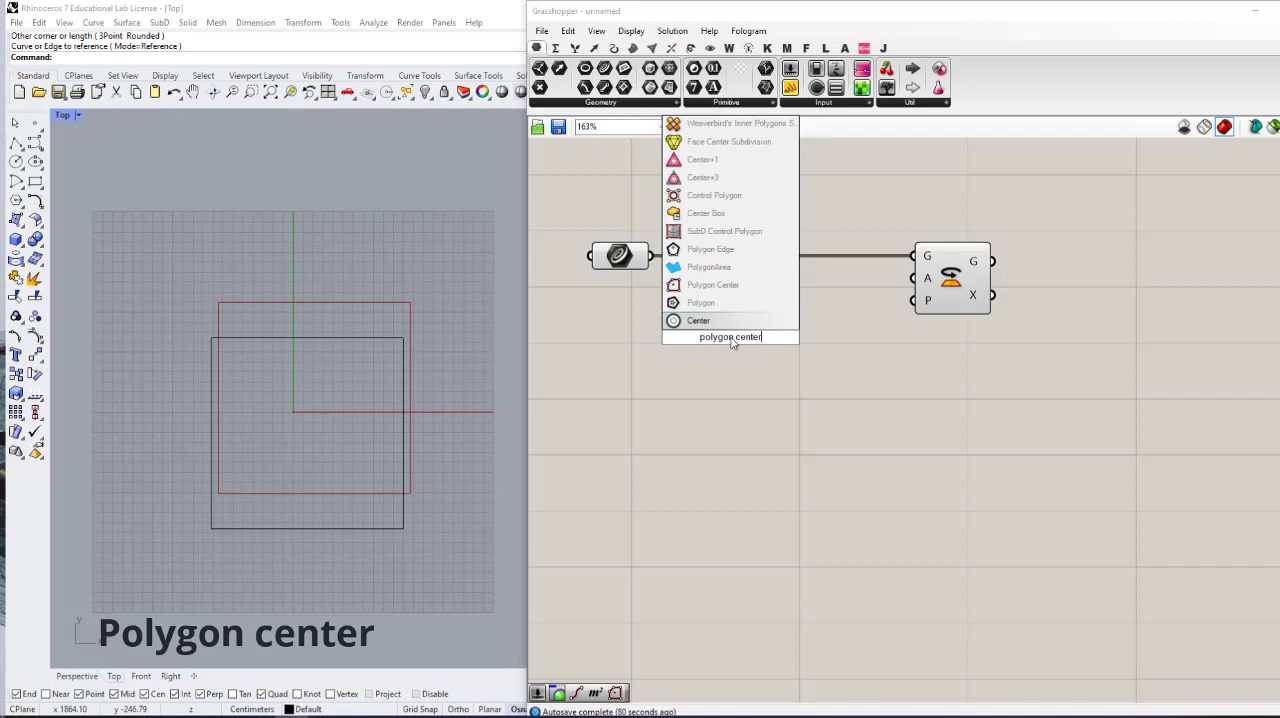 Rhinoceros 7 Educational Lab License - [Top]
File Edit View Curve Surface SubD Solid Mesh Dimension Transform Tools Analyze Render Panels Help
Other corner or length ( 3Point Rounded )
Curve or Edge to reference ( Mode=Reference )
Command:
Standard CPlanes Set View Display Select Viewport Layout Visibility Transform Curve Tools Surface Tools
Top
y
Polygon center
Perspective Top Front Right
End Near Point Mid Cen Int Perp Tan Quad Knot Vertex Project Disable
CPlane x 1864.10 y -246.79 z Centimeters Default Grid Snap Ortho Planar
Grasshopper - unnamed
File Edit View Display Solution Help Fologram
W K M F L A J
Geometry Primitive Input Util
163%
Weaverbird's Inner Polygons S...
Face Center Subdivision
Center+1
Center+3
Control Polygon
Center Box
SubD Control Polygon
Polygon Edge
PolygonArea
Polygon Center
Polygon
Center
polygon center
G G
A
P X
Autosave complete (80 seconds ago)